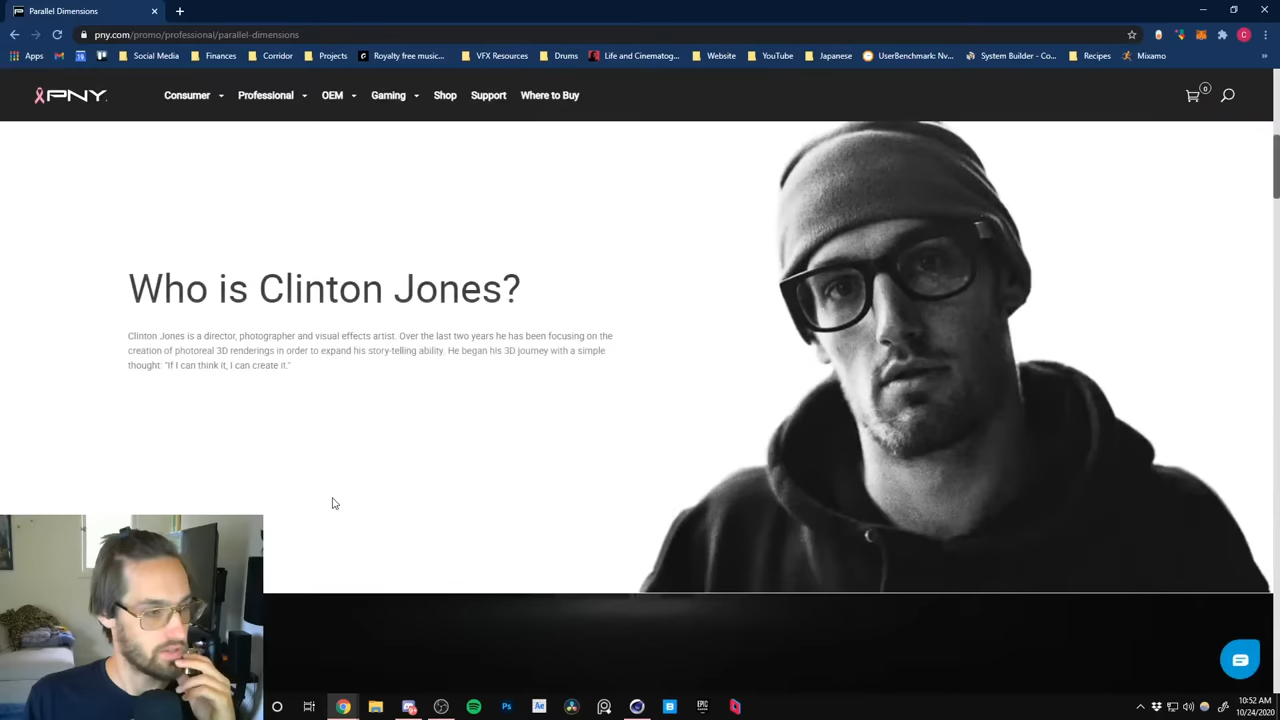 Parallel Dimensions
pny.com/promo/professional/parallel-dimensions
Apps
19
Social Media
Finances
Corridor
Projects
Royalty free music...
VFX Resources
Drums
Life and Cinematog...
Website
YouTube
Japanese
UserBenchmark: Nv...
System Builder - Co...
Recipes
Mixamo
»
PNY
Consumer
Professional
OEM
Gaming
Shop
Support
Where to Buy
0
Who is Clinton Jones?
Clinton Jones is a director, photographer and visual effects artist. Over the last two years he has been focusing on the
creation of photoreal 3D renderings in order to expand his story-telling ability. He began his 3D journey with a simple
thought: "If I can think it, I can create it."
Ps
Ae
EPIC
10:52 AM
10/24/2020